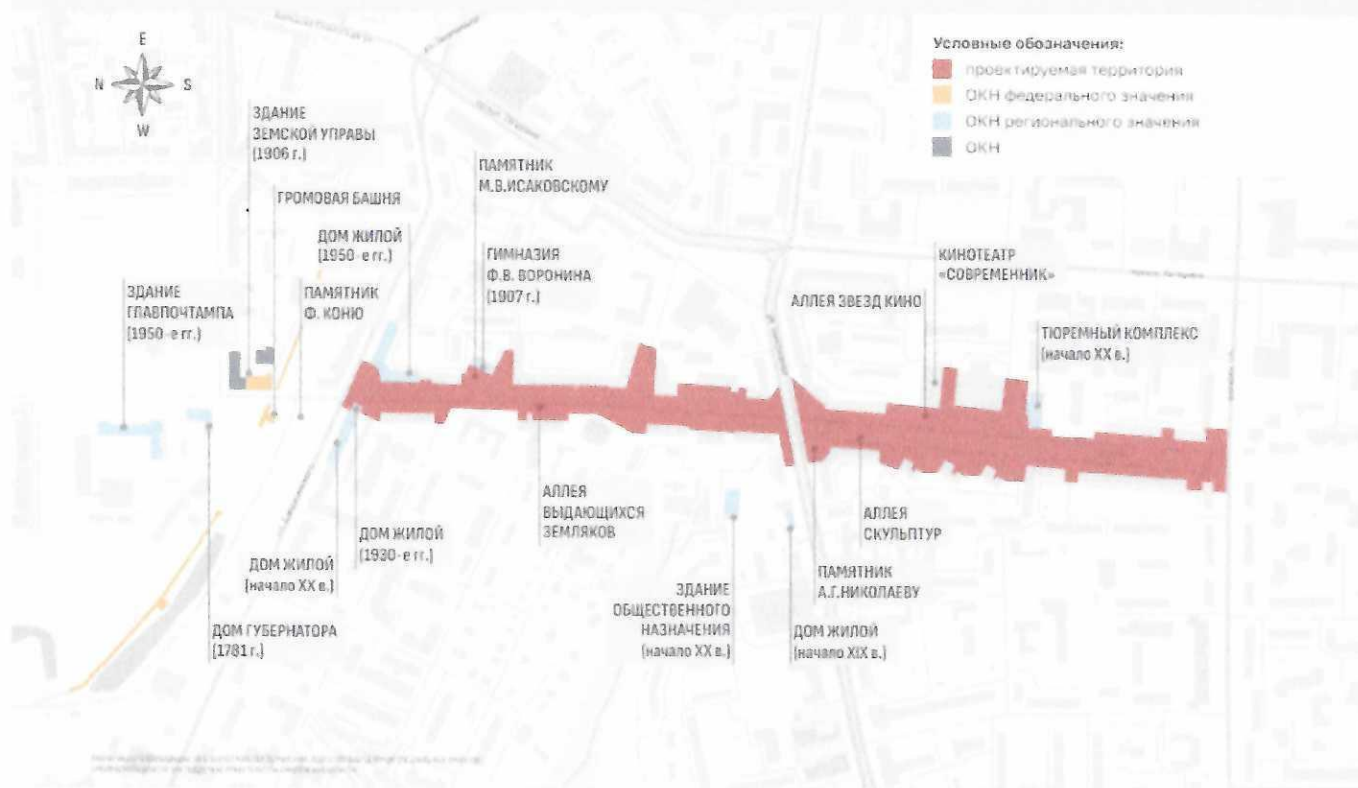 E
N
S
W
Условные обозначения:
проектируемая территория
ОКН федерального значения
ОКН регионального значения
ОКН
ЗДАНИЕ
ЗЕМСКОЙ УПРАВЫ
(1906 г.)
ГРОМОВАЯ БАШНЯ
ДОМ ЖИЛОЙ
(1950-е гг.)
ПАМЯТНИК
М.В.ИСАКОВСКОМУ
ГИМНАЗИЯ
Ф.В. ВОРОНИНА
(1907 г.)
ЗДАНИЕ
ГЛАВПОЧТАМПА
(1950-е гг.)
ПАМЯТНИК
Ф. КОНЮ
КИНОТЕАТР
«СОВРЕМЕННИК»
АЛЛЕЯ ЗВЕЗД КИНО
ТЮРЕМНЫЙ КОМПЛЕКС
(начало XX в.)
АЛЛЕЯ
ВЫДАЮЩИХСЯ
ЗЕМЛЯКОВ
АЛЛЕЯ
СКУЛЬПТУР
ДОМ ЖИЛОЙ
(1930-е гг.)
ДОМ ЖИЛОЙ
(начало XX в.)
ПАМЯТНИК
А.Г.НИКОЛАЕВУ
ЗДАНИЕ
ОБЩЕСТВЕННОГО
НАЗНАЧЕНИЯ
(начало XX в.)
ДОМ ЖИЛОЙ
(начало XIX в.)
ДОМ ГУБЕРНАТОРА
(1781 г.)